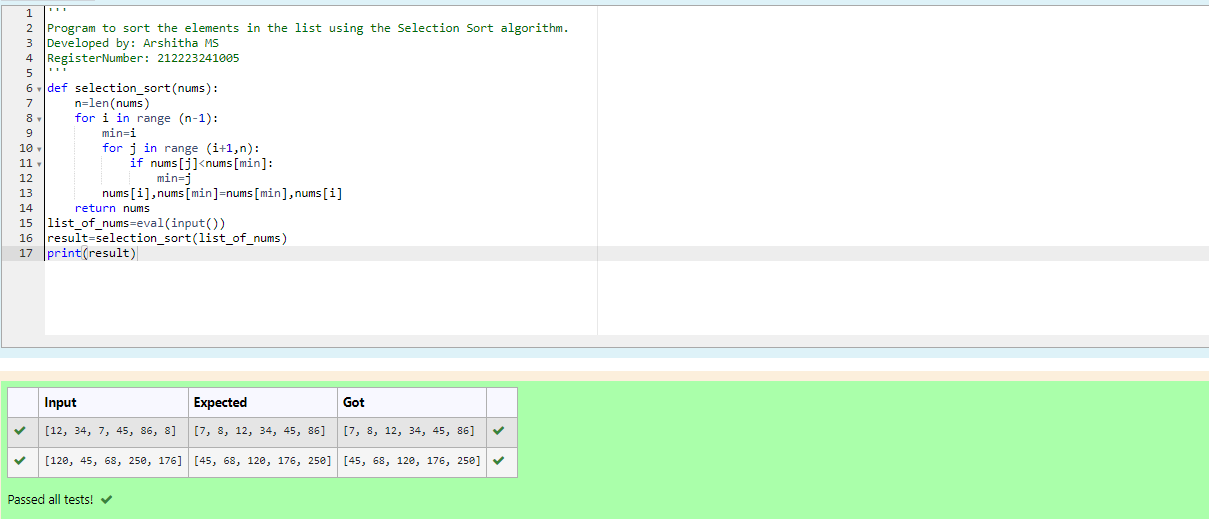 1 '''
2 Program to sort the elements in the list using the Selection Sort algorithm.
3 Developed by: Arshitha MS
4 RegisterNumber: 212223241005
5 '''
6 def selection_sort(nums):
7     n=len(nums)
8     for i in range (n-1):
9         min=i
10         for j in range (i+1,n):
11             if nums[j]<nums[min]:
12                 min=j
13         nums[i],nums[min]=nums[min],nums[i]
14     return nums
15 list_of_nums=eval(input())
16 result=selection_sort(list_of_nums)
17 print(result)
Input Expected Got
[12, 34, 7, 45, 86, 8] [7, 8, 12, 34, 45, 86] [7, 8, 12, 34, 45, 86]
[120, 45, 68, 250, 176] [45, 68, 120, 176, 250] [45, 68, 120, 176, 250]
Passed all tests!